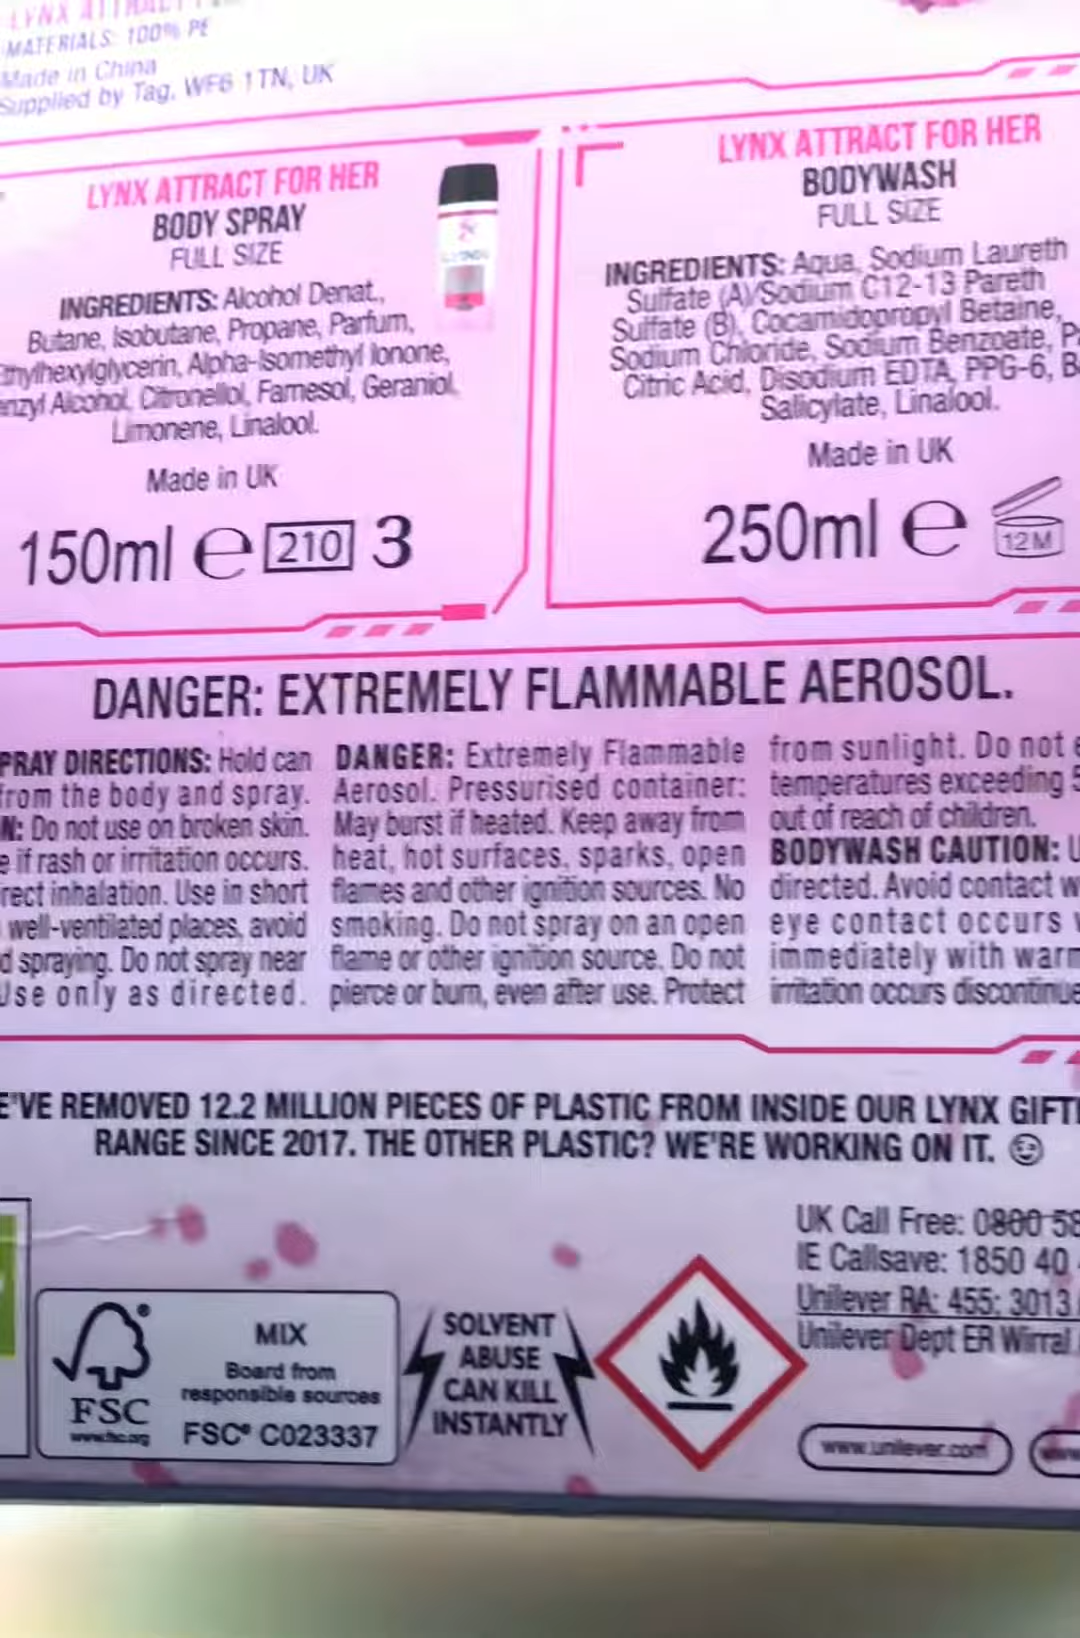 LYNX ATTRACT
MATERIALS: 100% PE
Made in China
Supplied by Tag, WF6 1TN, UK
LYNX ATTRACT FOR HER
BODY SPRAY
FULL SIZE
INGREDIENTS: Alcohol Denat.,
Butane, Isobutane, Propane, Parfum,
thylhexylglycerin, Alpha-Isomethyl Ionone,
enzyl Alcohol, Citronellol, Farnesol, Geraniol,
Limonene, Linalool.
Made in UK
150ml e 210 3
LYNX ATTRACT FOR HER
BODYWASH
FULL SIZE
INGREDIENTS: Aqua, Sodium Laureth
Sulfate (A)/Sodium C12-13 Pareth
Sulfate (B), Cocamidopropyl Betaine,
Sodium Chloride, Sodium Benzoate, P
Citric Acid, Disodium EDTA, PPG-6, B
Salicylate, Linalool.
Made in UK
250ml e 12M
DANGER: EXTREMELY FLAMMABLE AEROSOL.
PRAY DIRECTIONS: Hold can
from the body and spray.
N: Do not use on broken skin.
e if rash or irritation occurs.
rect inhalation. Use in short
well-ventilated places, avoid
d spraying. Do not spray near
Use only as directed.
DANGER: Extremely Flammable
Aerosol. Pressurised container:
May burst if heated. Keep away from
heat, hot surfaces, sparks, open
flames and other ignition sources. No
smoking. Do not spray on an open
flame or other ignition source. Do not
pierce or burn, even after use. Protect
from sunlight. Do not e
temperatures exceeding 5
out of reach of children.
BODYWASH CAUTION: U
directed. Avoid contact w
eye contact occurs
immediately with warm
irritation occurs discontinue
E'VE REMOVED 12.2 MILLION PIECES OF PLASTIC FROM INSIDE OUR LYNX GIFT
RANGE SINCE 2017. THE OTHER PLASTIC? WE'RE WORKING ON IT.
FSC
www.fsc.org
MIX
Board from
responsible sources
FSC® C023337
SOLVENT
ABUSE
CAN KILL
INSTANTLY
UK Call Free: 0800 58
IE Callsave: 1850 40
Unilever RA: 455: 3013
Unilever Dept ER Wirral
www.unilever.com
www